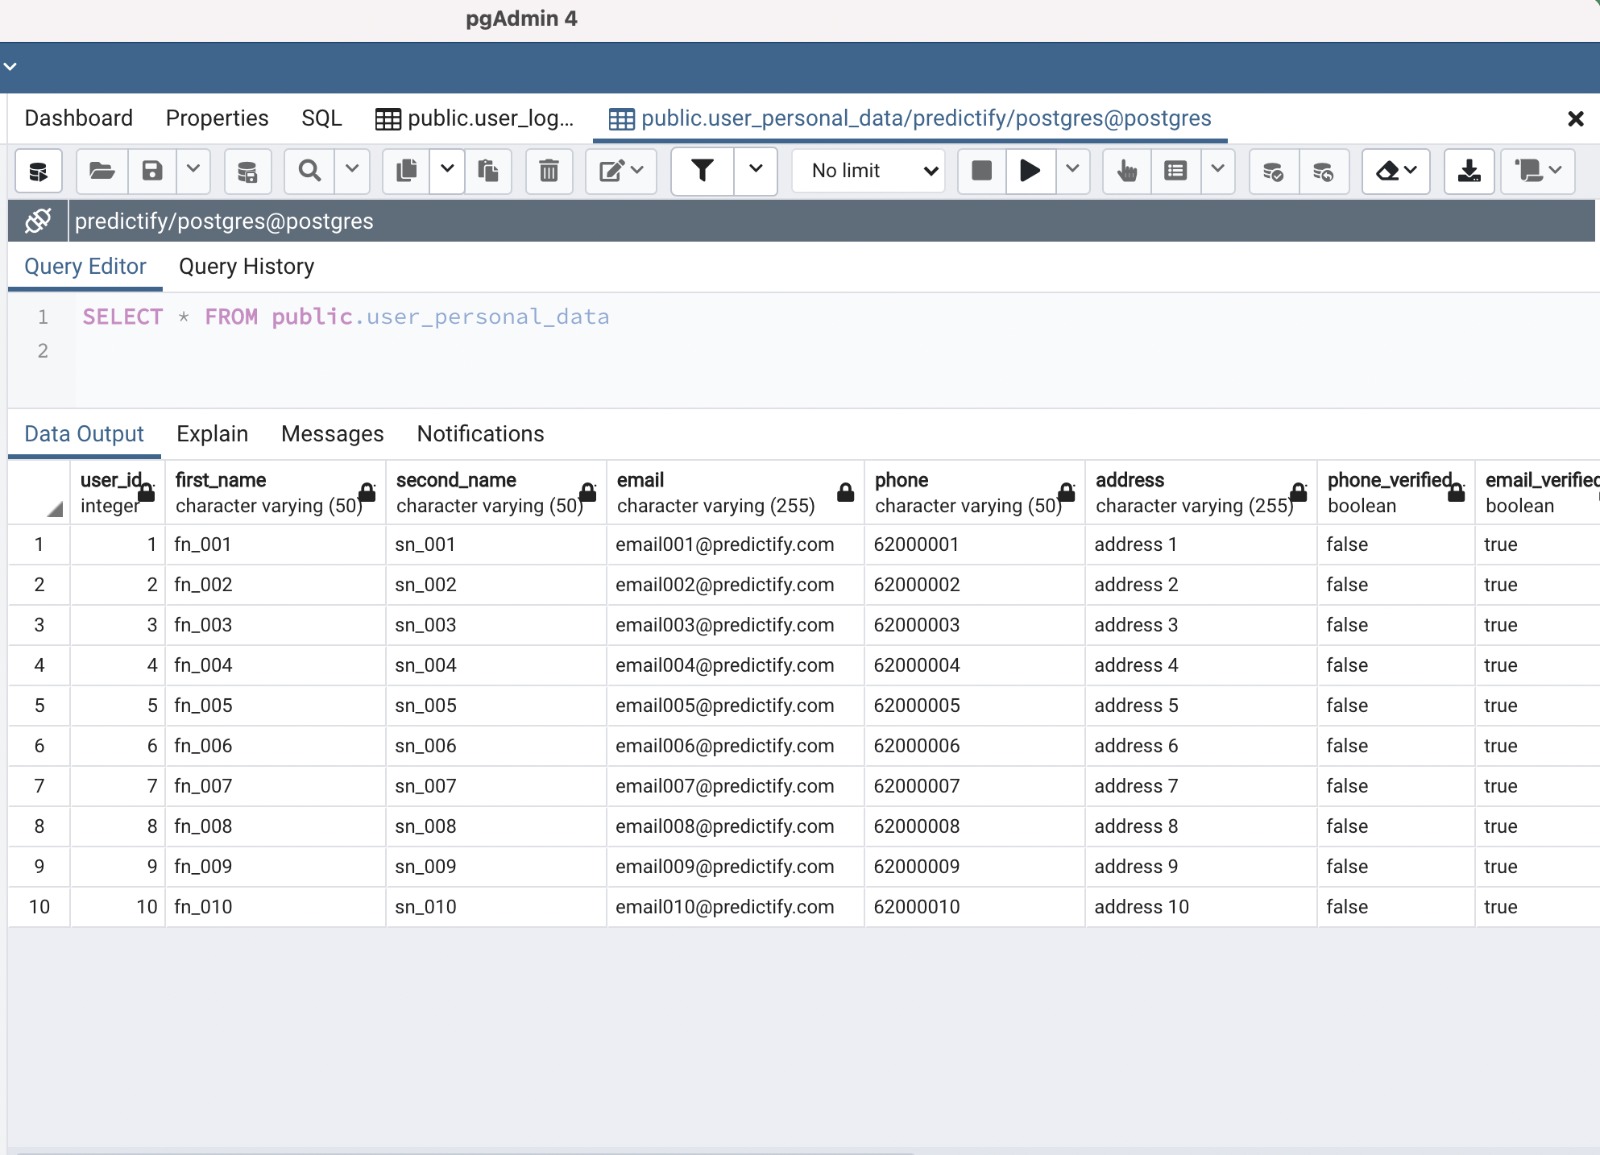 pgAdmin 4
Dashboard Properties SQL public.user_log... public.user_personal_data/predictify/postgres@postgres
No limit
predictify/postgres@postgres
Query Editor Query History
1 SELECT * FROM public.user_personal_data
2
Data Output Explain Messages Notifications
user_id first_name second_name email phone address phone_verified email_verified
integer character varying (50) character varying (50) character varying (255) character varying (50) character varying (255) boolean boolean
1 1 fn_001 sn_001 email001@predictify.com 62000001 address 1 false true
2 2 fn_002 sn_002 email002@predictify.com 62000002 address 2 false true
3 3 fn_003 sn_003 email003@predictify.com 62000003 address 3 false true
4 4 fn_004 sn_004 email004@predictify.com 62000004 address 4 false true
5 5 fn_005 sn_005 email005@predictify.com 62000005 address 5 false true
6 6 fn_006 sn_006 email006@predictify.com 62000006 address 6 false true
7 7 fn_007 sn_007 email007@predictify.com 62000007 address 7 false true
8 8 fn_008 sn_008 email008@predictify.com 62000008 address 8 false true
9 9 fn_009 sn_009 email009@predictify.com 62000009 address 9 false true
10 10 fn_010 sn_010 email010@predictify.com 62000010 address 10 false true